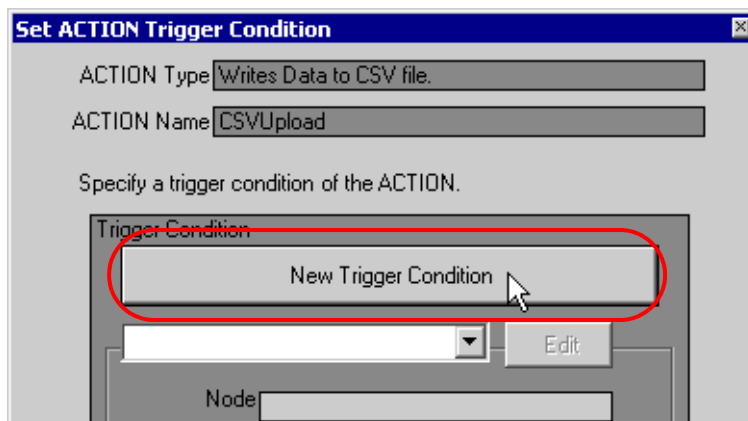 Set ACTION Trigger Condition
ACTION Type Writes Data to CSV file.
ACTION Name CSVUpload
Specify a trigger condition of the ACTION.
Trigger Condition
New Trigger Condition
Edit
Node